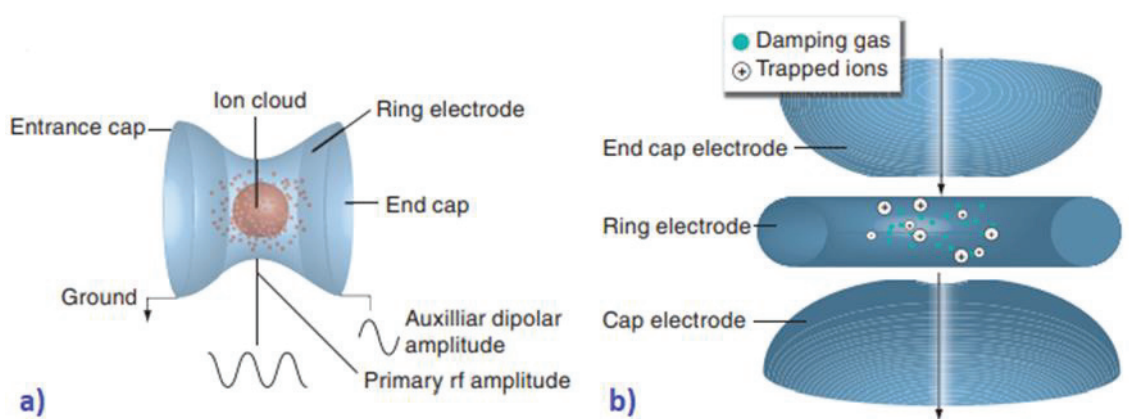 Ion cloud
Ring electrode
Entrance cap
End cap
Ground
Auxilliar dipolar
amplitude
Primary rf amplitude
a)
Damping gas
+ Trapped ions
End cap electrode
Ring electrode
Cap electrode
b)